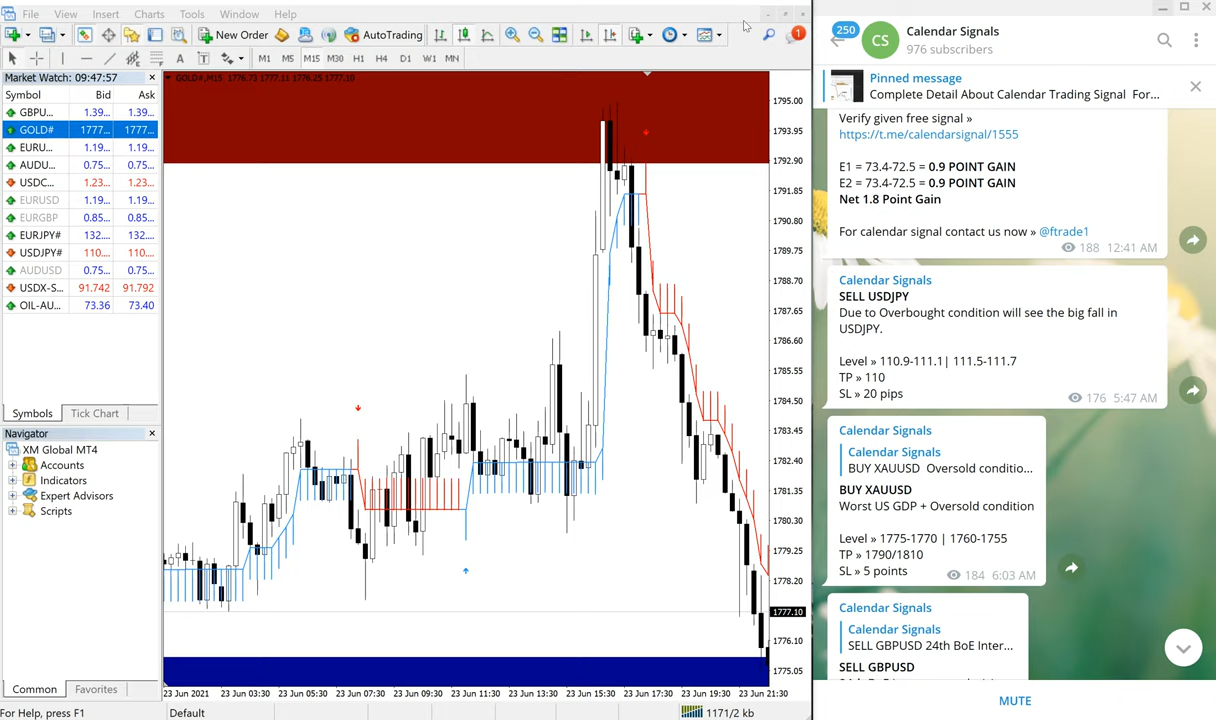 File View Insert Charts Tools Window Help
New Order AutoTrading 1
M1 M5 M15 M30 H1 H4 D1 W1 MN
Market Watch: 09:47:57
Symbol Bid Ask
GBPU... 1.39... 1.39...
GOLD# 1777... 1777...
EURU... 1.19... 1.19...
AUDU... 0.75... 0.75...
USDC... 1.23... 1.23...
EURUSD 1.19... 1.19...
EURGBP 0.85... 0.85...
EURJPY# 132.... 132....
USDJPY# 110.... 110....
AUDUSD 0.75... 0.75...
USDX-S... 91.742 91.792
OIL-AU... 73.36 73.40
Symbols Tick Chart
Navigator
XM Global MT4
Accounts
Indicators
Expert Advisors
Scripts
Common Favorites
For Help, press F1
Default
1171/2 kb
GOLD#,M15 1776.73 1777.11 1776.25 1777.10
1795.00
1793.95
1792.90
1791.85
1790.80
1789.75
1788.70
1787.65
1786.60
1785.55
1784.50
1783.45
1782.40
1781.35
1780.30
1779.25
1778.20
1777.10
1776.10
1775.05
23 Jun 2021 23 Jun 03:30 23 Jun 05:30 23 Jun 07:30 23 Jun 09:30 23 Jun 11:30 23 Jun 13:30 23 Jun 15:30 23 Jun 17:30 23 Jun 19:30 23 Jun 21:30
250
CS
Calendar Signals
976 subscribers
Pinned message
Complete Detail About Calendar Trading Signal For...
Verify given free signal »
https://t.me/calendarsignal/1555
E1 = 73.4-72.5 = 0.9 POINT GAIN
E2 = 73.4-72.5 = 0.9 POINT GAIN
Net 1.8 Point Gain
For calendar signal contact us now » @ftrade1
188 12:41 AM
Calendar Signals
SELL USDJPY
Due to Overbought condition will see the big fall in
USDJPY.
Level » 110.9-111.1| 111.5-111.7
TP » 110
SL » 20 pips
176 5:47 AM
Calendar Signals
Calendar Signals
BUY XAUUSD Oversold conditio...
BUY XAUUSD
Worst US GDP + Oversold condition
Level » 1775-1770 | 1760-1755
TP » 1790/1810
SL » 5 points
184 6:03 AM
Calendar Signals
Calendar Signals
SELL GBPUSD 24th BoE Inter...
SELL GBPUSD
MUTE